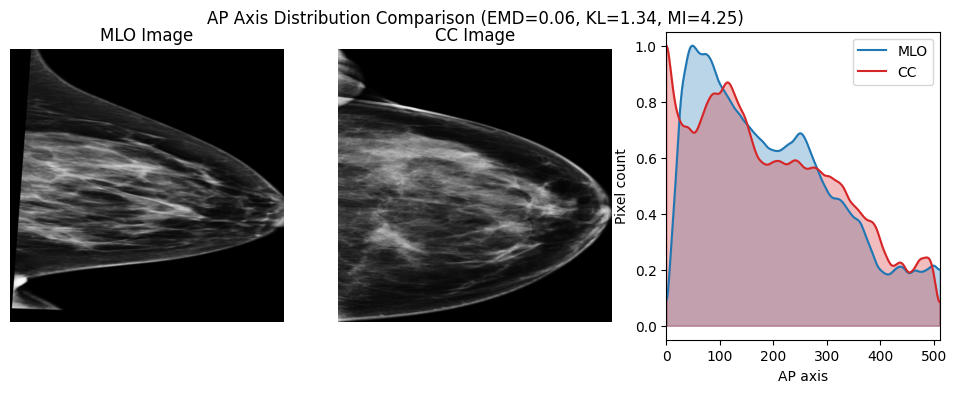 AP Axis Distribution Comparison (EMD=0.06, KL=1.34, MI=4.25)
MLO Image
CC Image
MLO
CC
Pixel count
1.0
0.8
0.6
0.4
0.2
0.0
0 100 200 300 400 500
AP axis